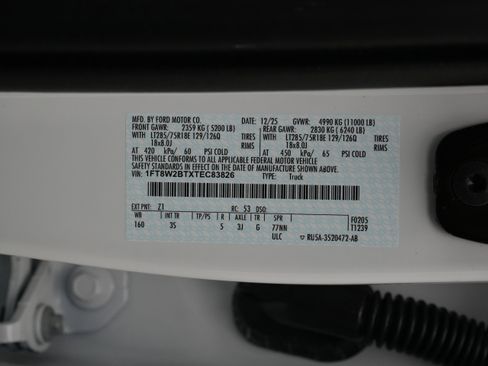 MFD. BY FORD MOTOR CO. 12/25 GVWR: 4990 KG (11000 LB)
FRONT GAWR: 2359 KG ( 5200 LB) REAR GAWR: 2830 KG ( 6240 LB)
WITH LT285/75R18E 129/126Q TIRES WITH LT285/75R18E 129/126Q TIRES
18x8.0J RIMS 18x8.0J RIMS
AT 420 kPa/ 60 PSI COLD AT 450 kPa/ 65 PSI COLD
THIS VEHICLE CONFORMS TO ALL APPLICABLE FEDERAL MOTOR VEHICLE SAFETY STANDARDS IN EFFECT ON THE
DATE OF MANUFACTURE SHOWN ABOVE.
VIN: 1FT8W2BTXTEC83826 TYPE: Truck
EXT PNT: Z1 RC: 53 DSO:
WB INT TR TP/PS R AXLE TR SPR F0205
160 3S 5 3J G 77NN T1239
ULC RU5A-3520472-AB